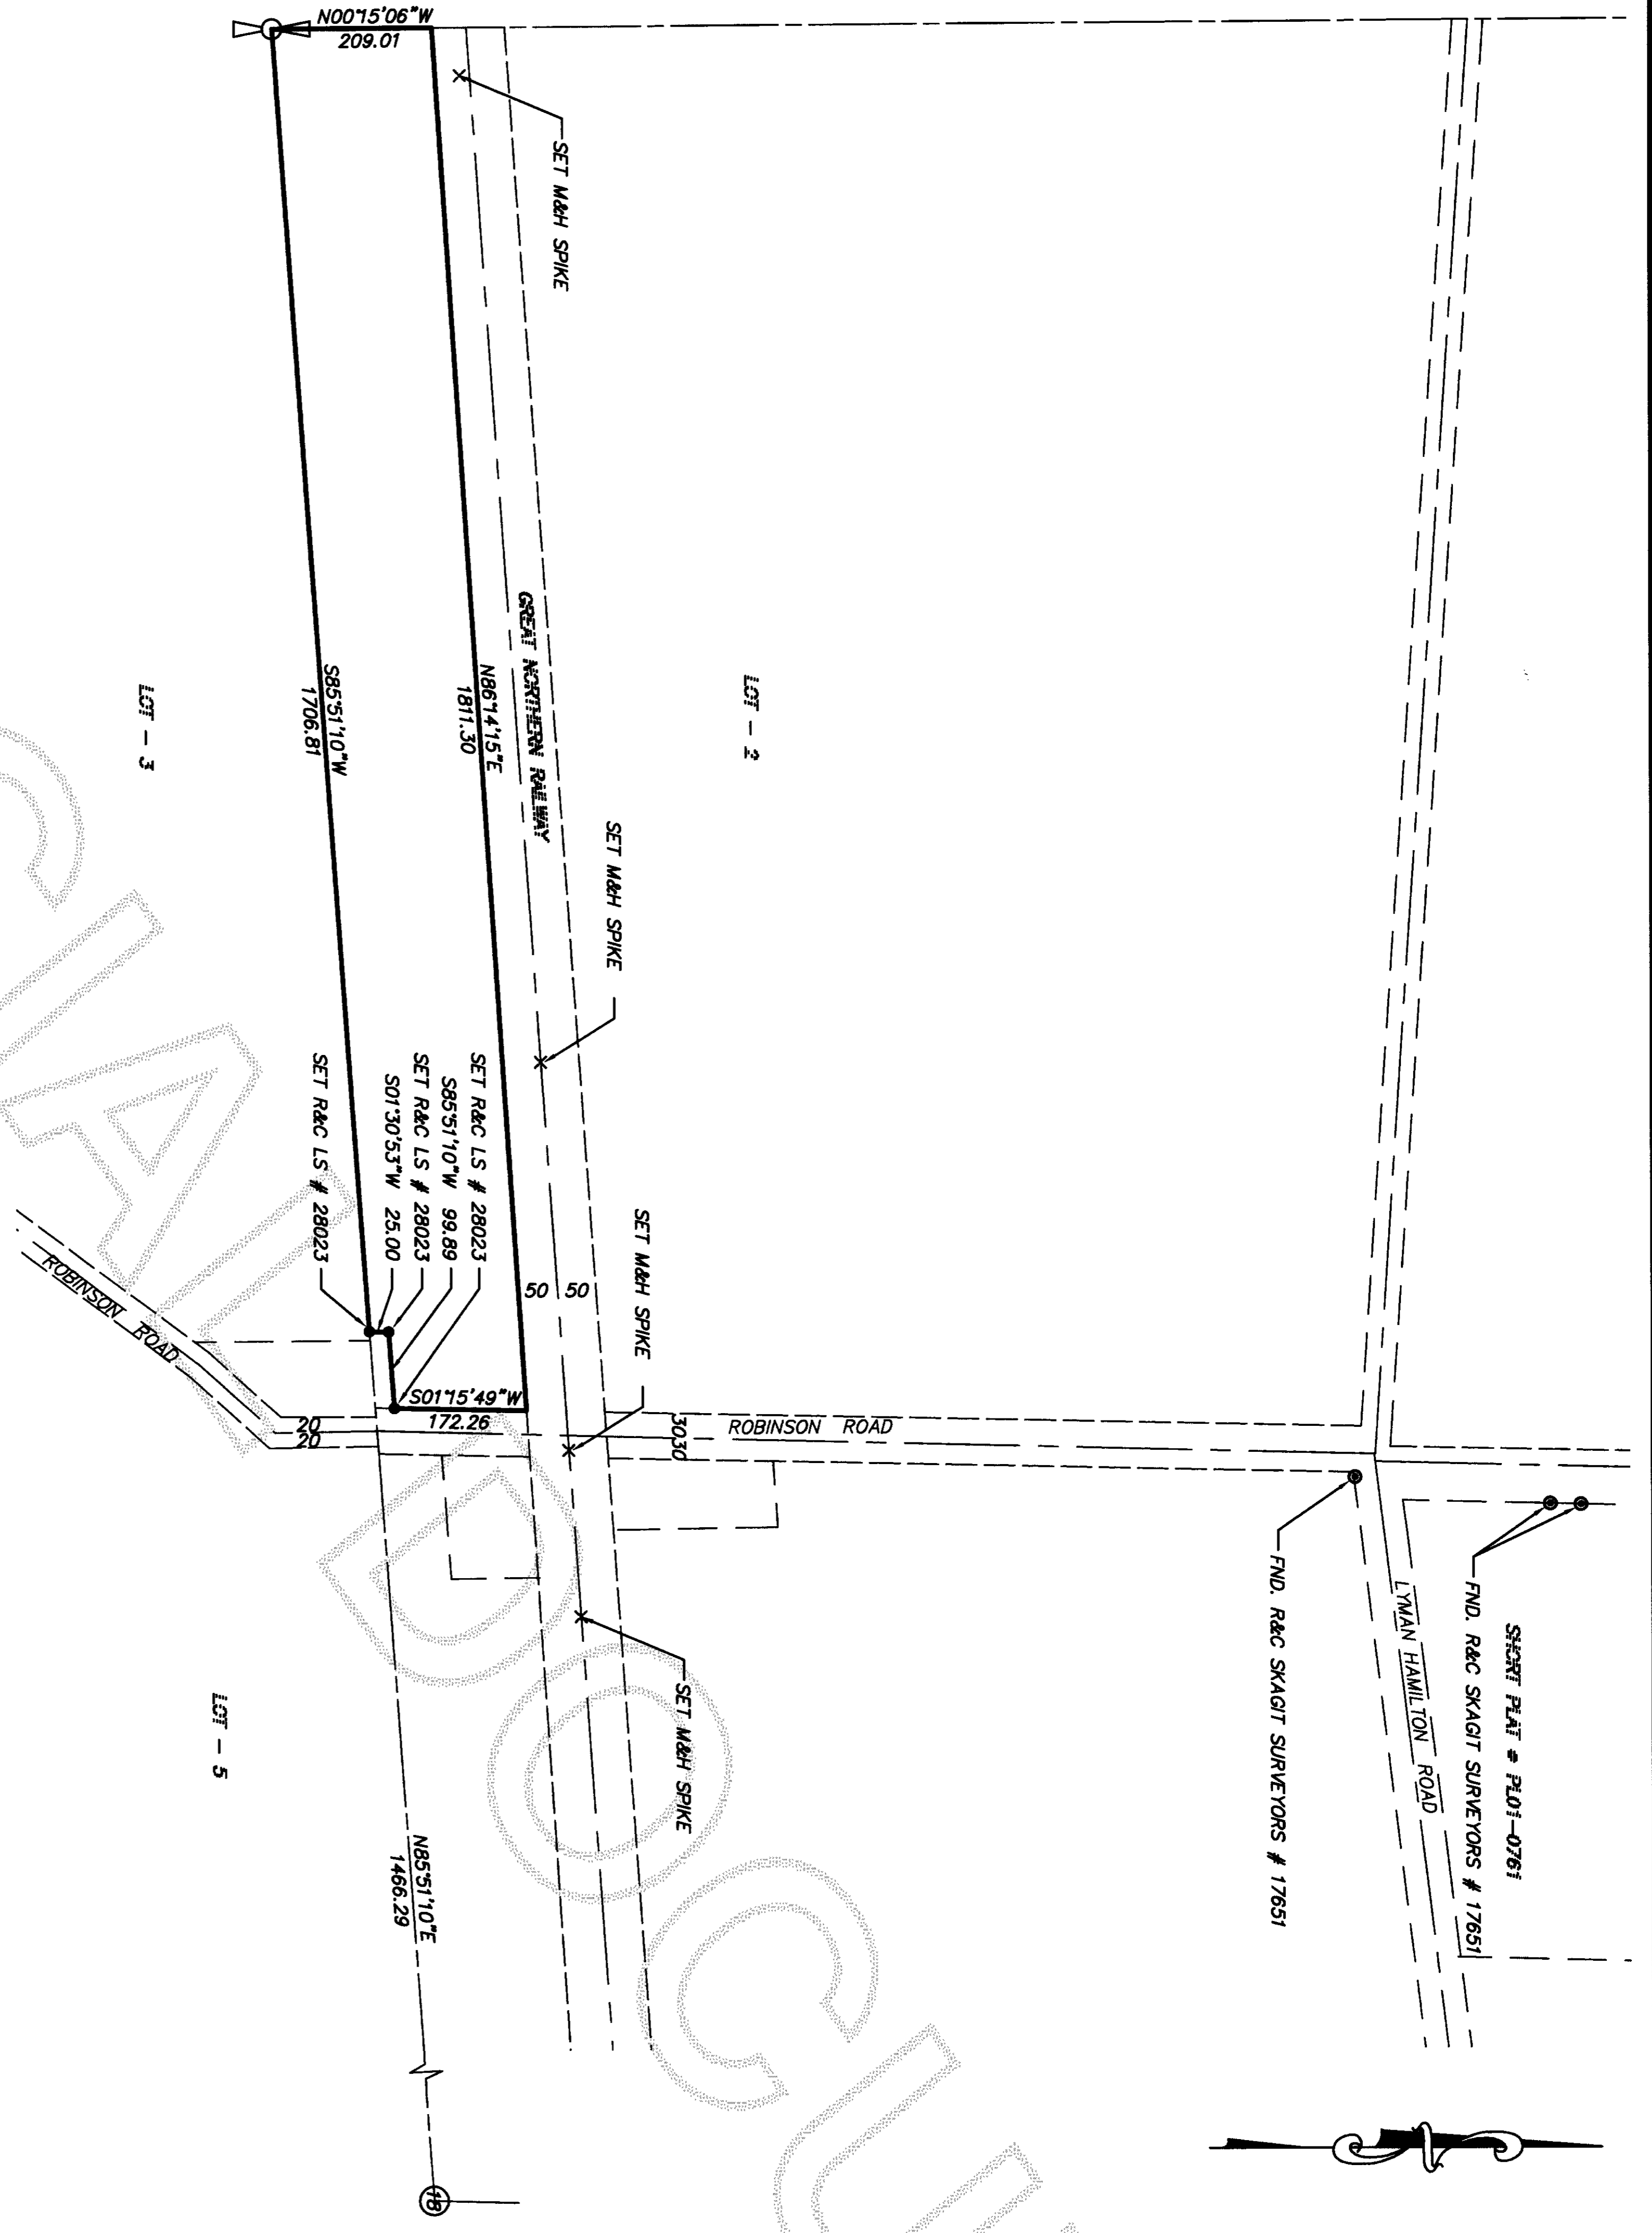 N00°15'06"W
209.01
SET M&H SPIKE
GREAT NORTHERN RAILWAY
N86°14'15"E
1811.30
S85°51'10"W
1706.81
LOT - 2
LOT - 3
SET M&H SPIKE
SET R&C LS # 28023
S85°51'10"W 99.89
SET R&C LS # 28023
S01°30'53"W 25.00
SET R&C LS # 28023
SET M&H SPIKE
50
50
S01°15'49"W
172.26
ROBINSON ROAD
20
20
30
30
ROBINSON ROAD
FND. R&C SKAGIT SURVEYORS # 17651
FND. R&C SKAGIT SURVEYORS # 17651
SHORT PLAT # PL01-0761
LYMAN HAMILTON ROAD
SET M&H SPIKE
LOT - 5
N85°51'10"E
1466.29
18
CIAL DOCU